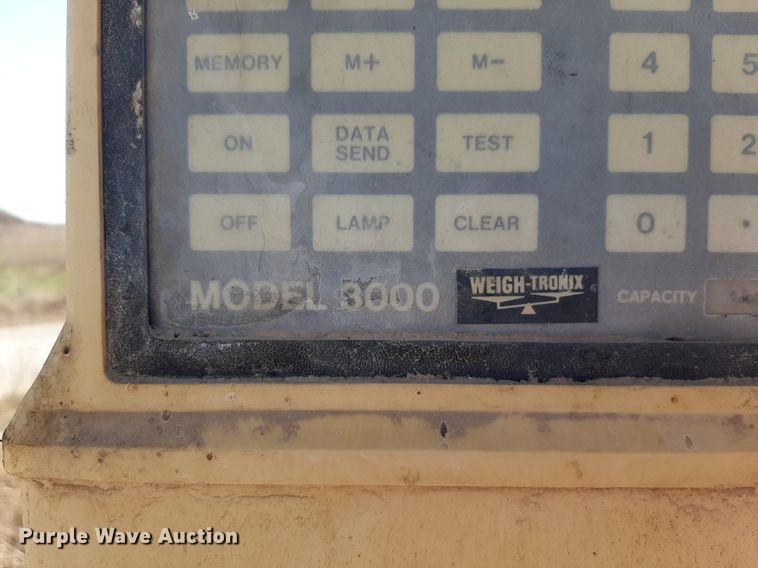 MEMORY M+ M- 4 5
ON DATA SEND TEST 1 2
OFF LAMP CLEAR 0 .
MODEL 3000 WEIGH-TRONIX CAPACITY
Purple Wave Auction